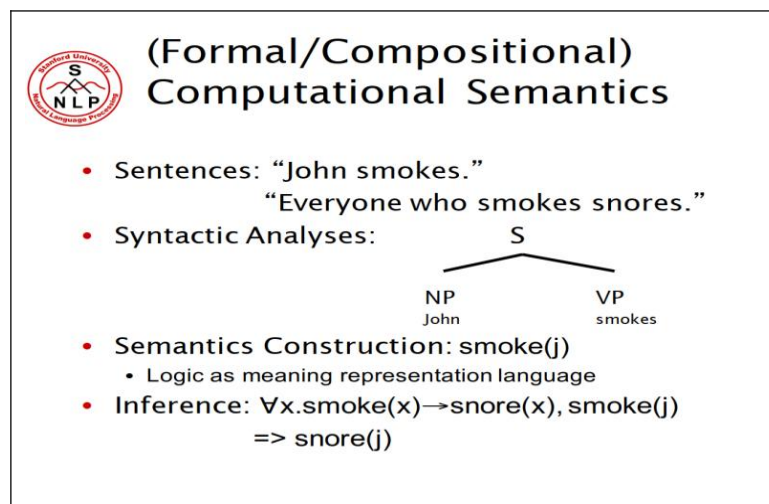 Stanford University
S
NLP
Natural Language Processing
(Formal/Compositional)
Computational Semantics
• Sentences: “John smokes.”
“Everyone who smokes snores.”
• Syntactic Analyses: S
NP VP
John smokes
• Semantics Construction: smoke(j)
• Logic as meaning representation language
• Inference: ∀x.smoke(x)→snore(x), smoke(j)
=> snore(j)